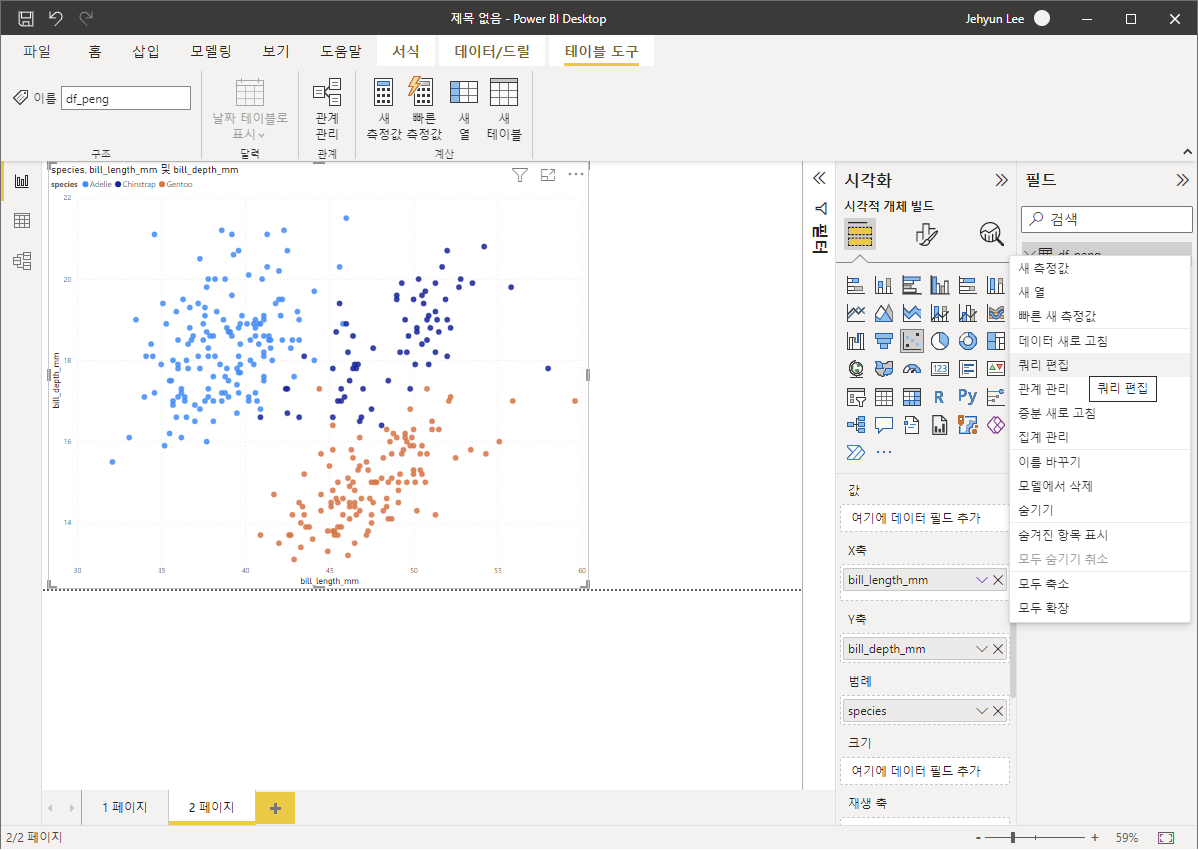 제목 없음 - Power BI Desktop
Jehyun Lee
파일 홈 삽입 모델링 보기 도움말 서식 데이터/드릴 테이블 도구
이름 df_peng
날짜 테이블로
표시
관계
관리
새
측정값
빠른
측정값
새
열
새
테이블
구조 달력 관계 계산
species, bill_length_mm 및 bill_depth_mm
species Adelie Chinstrap Gentoo
22
20
18
16
14
bill_depth_mm
30 35 40 45 50 55 60
bill_length_mm
필터
시각화
시각적 개체 빌드
123
R
Py
값
여기에 데이터 필드 추가
X축
bill_length_mm
Y축
bill_depth_mm
범례
species
크기
여기에 데이터 필드 추가
재생 축
필드
검색
df_peng
새 측정값
새 열
빠른 새 측정값
데이터 새로 고침
쿼리 편집
관계 관리
쿼리 편집
증분 새로 고침
집계 관리
이름 바꾸기
모델에서 삭제
숨기기
숨겨진 항목 표시
모두 숨기기 취소
모두 축소
모두 확장
1 페이지 2 페이지
2/2 페이지
- + 59%